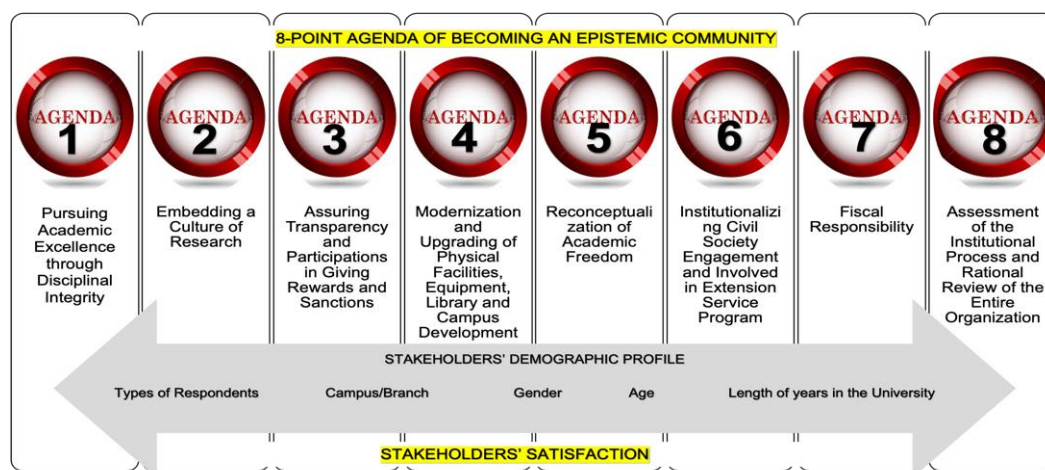 8-POINT AGENDA OF BECOMING AN EPISTEMIC COMMUNITY
AGENDA
1
AGENDA
2
AGENDA
3
AGENDA
4
AGENDA
5
AGENDA
6
AGENDA
7
AGENDA
8
Pursuing
Academic
Excellence
through
Disciplinal
Integrity
Embedding a
Culture of
Research
Assuring
Transparency
and
Participations
in Giving
Rewards and
Sanctions
Modernization
and
Upgrading of
Physical
Facilities,
Equipment,
Library and
Campus
Development
Reconceptuali
zation of
Academic
Freedom
Institutionalizi
ng Civil
Society
Engagement
and Involved
in Extension
Service
Program
Fiscal
Responsibility
Assessment
of the
Institutional
Process and
Rational
Review of the
Entire
Organization
STAKEHOLDERS' DEMOGRAPHIC PROFILE
Types of Respondents Campus/Branch Gender Age Length of years in the University
STAKEHOLDERS' SATISFACTION